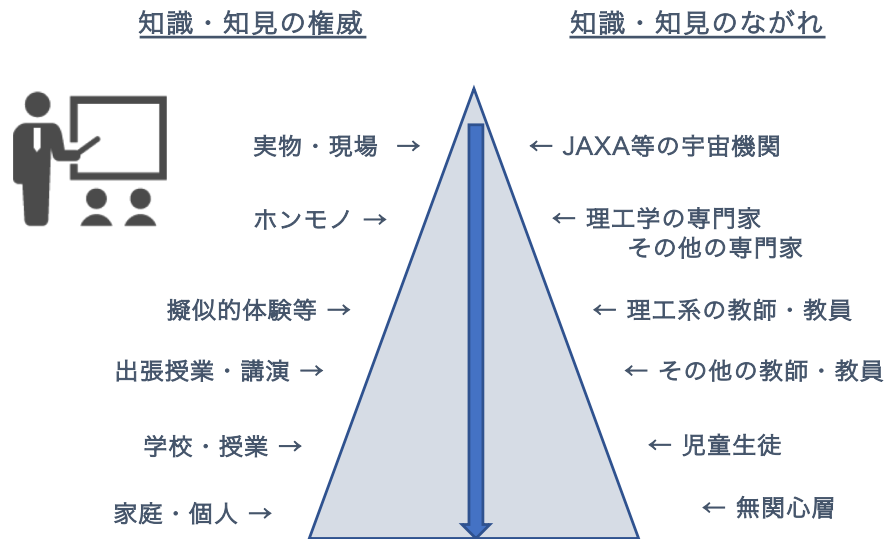 知識・知見の権威
知識・知見のながれ
実物・現場 →
← JAXA等の宇宙機関
ホンモノ →
← 理工学の専門家
その他の専門家
擬似的体験等 →
← 理工系の教師・教員
出張授業・講演 →
← その他の教師・教員
学校・授業 →
← 児童生徒
家庭・個人 →
← 無関心層